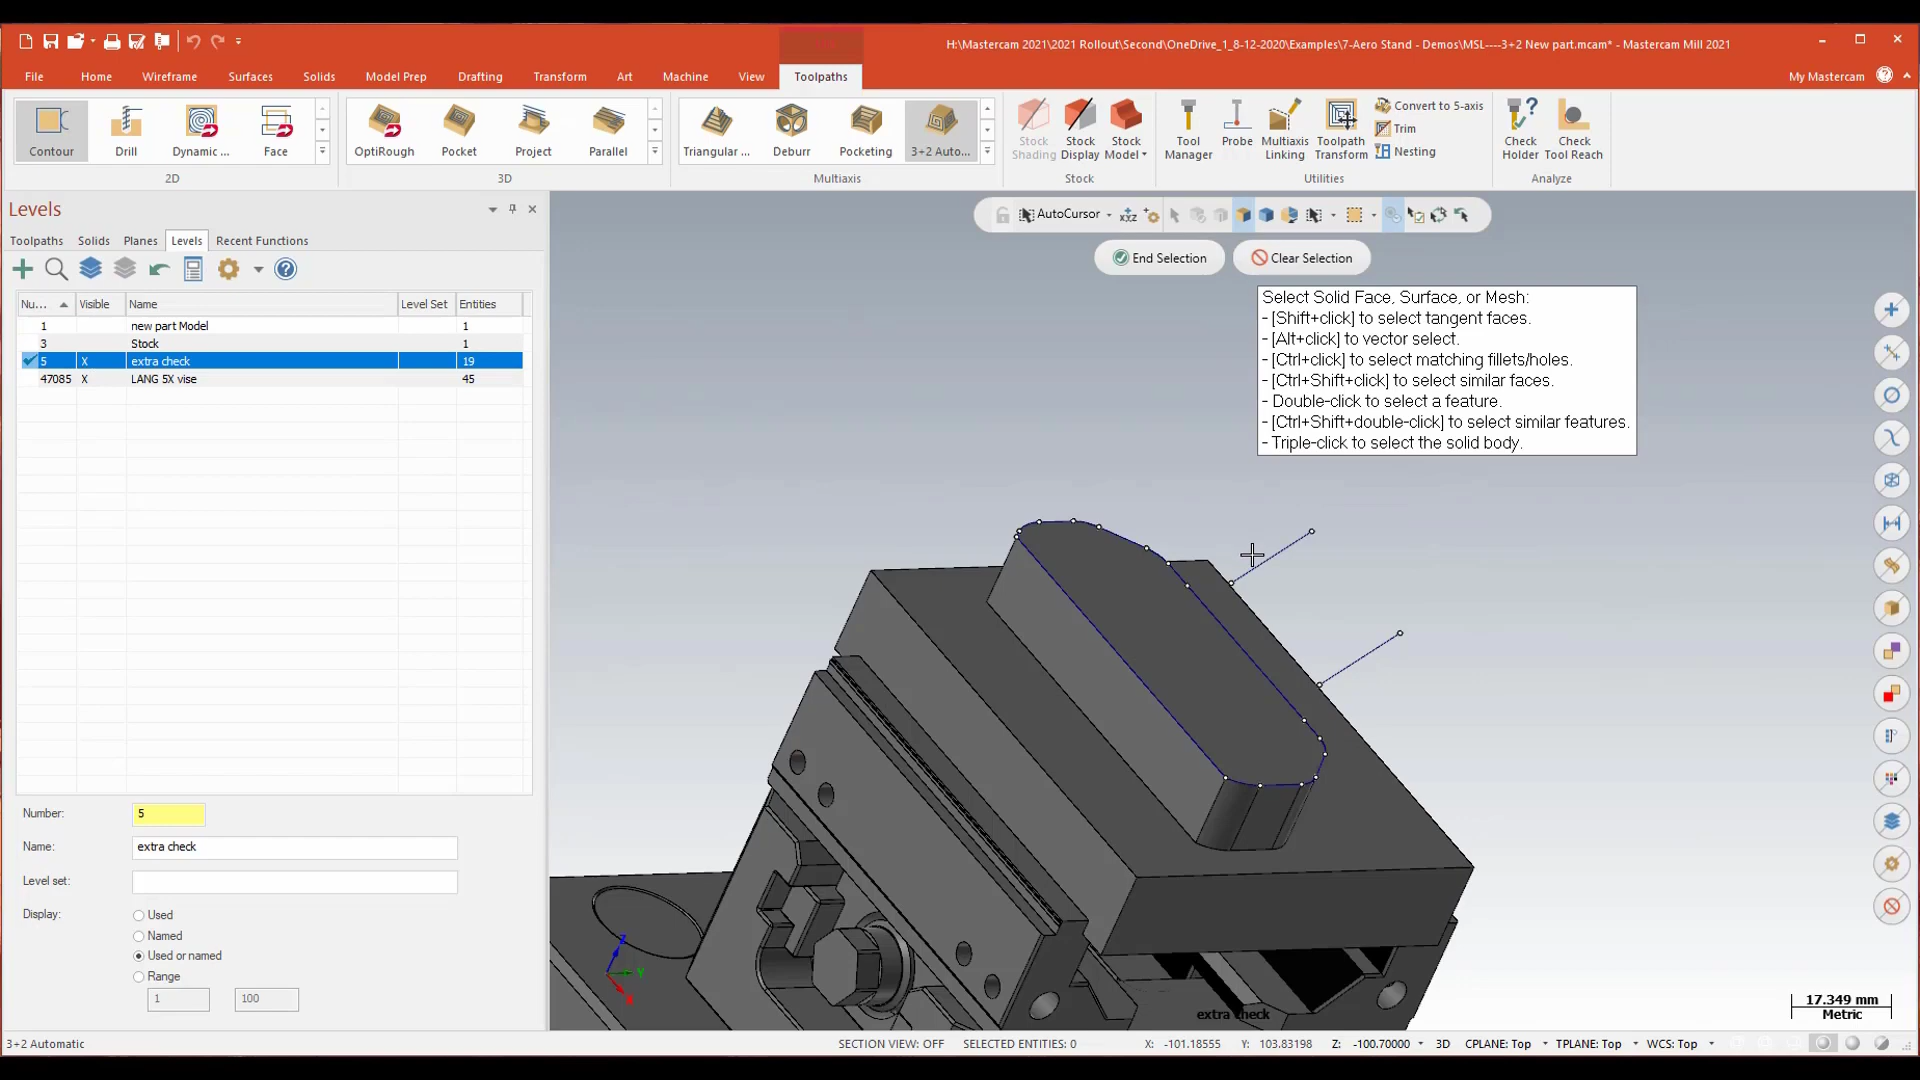 H:\Mastercam 2021\2021 Rollout\Second\OneDrive_1_8-12-2020\Examples\7-Aero Stand - Demos\MSL----3+2 New part.mcam* - Mastercam Mill 2021
File Home Wireframe Surfaces Solids Model Prep Drafting Transform Art Machine View Toolpaths My Mastercam
Contour Drill Dynamic ... Face
2D
OptiRough Pocket Project Parallel
3D
Triangular ... Deburr Pocketing 3+2 Auto...
Multiaxis
Stock Shading
Stock Display
Stock Model
Stock
Tool Manager
Probe
Multiaxis Linking
Toolpath Transform
Convert to 5-axis
Trim
Nesting
Utilities
Check Holder
Check Tool Reach
Analyze
Levels
Toolpaths Solids Planes Levels Recent Functions
Nu... Visible Name Level Set Entities
1 new part Model 1
3 Stock 1
5 X extra check 19
47085 X LANG 5X vise 45
Number: 5
Name: extra check
Level set:
Display:
Used
Named
Used or named
Range
1 100
AutoCursor
End Selection Clear Selection
Select Solid Face, Surface, or Mesh:
- [Shift+click] to select tangent faces.
- [Alt+click] to vector select.
- [Ctrl+click] to select matching fillets/holes.
- [Ctrl+Shift+click] to select similar faces.
- Double-click to select a feature.
- [Ctrl+Shift+double-click] to select similar features.
- Triple-click to select the solid body.
Z
Y
X
extra check
17.349 mm
Metric
3+2 Automatic SECTION VIEW: OFF SELECTED ENTITIES: 0 X: -101.18555 Y: 103.83198 Z: -100.70000 3D CPLANE: Top TPLANE: Top WCS: Top